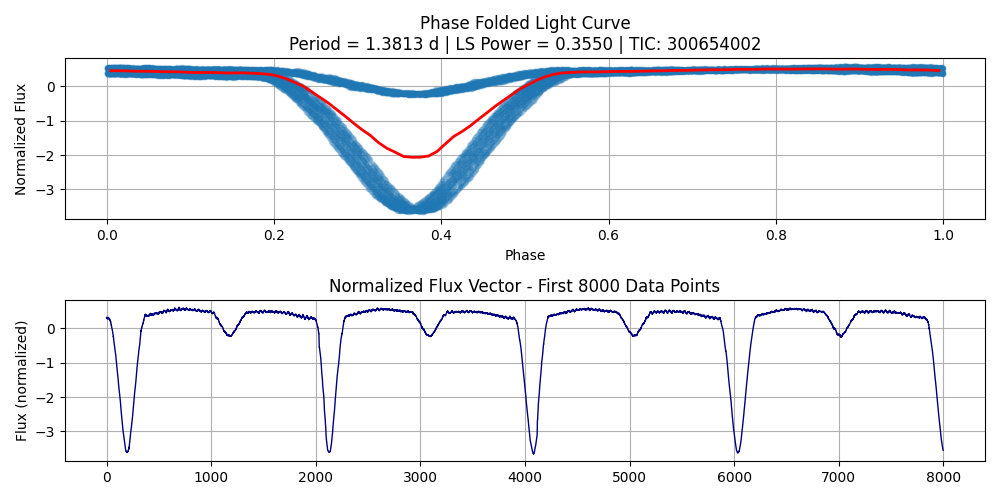 Phase Folded Light Curve
Period = 1.3813 d | LS Power = 0.3550 | TIC: 300654002
Normalized Flux
0
−1
−2
−3
0.0 0.2 0.4 0.6 0.8 1.0
Phase
Normalized Flux Vector - First 8000 Data Points
Flux (normalized)
0
−1
−2
−3
0 1000 2000 3000 4000 5000 6000 7000 8000